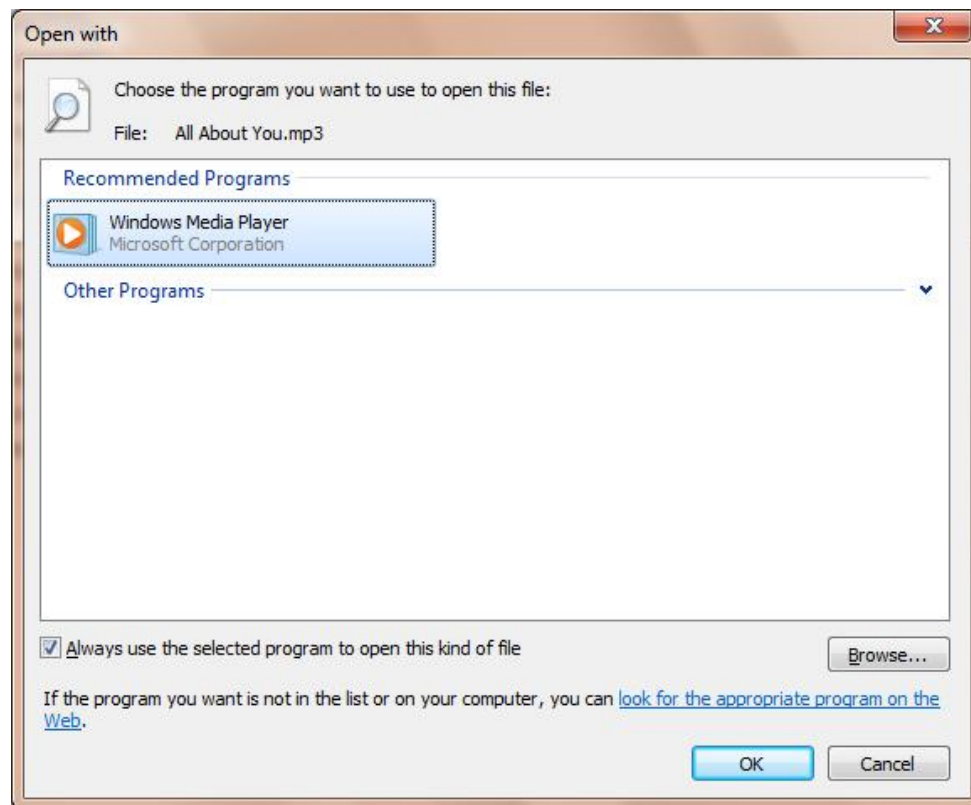 Open with
Choose the program you want to use to open this file:
File: All About You.mp3
Recommended Programs
Windows Media Player
Microsoft Corporation
Other Programs
Always use the selected program to open this kind of file
Browse...
If the program you want is not in the list or on your computer, you can look for the appropriate program on the
Web.
OK Cancel